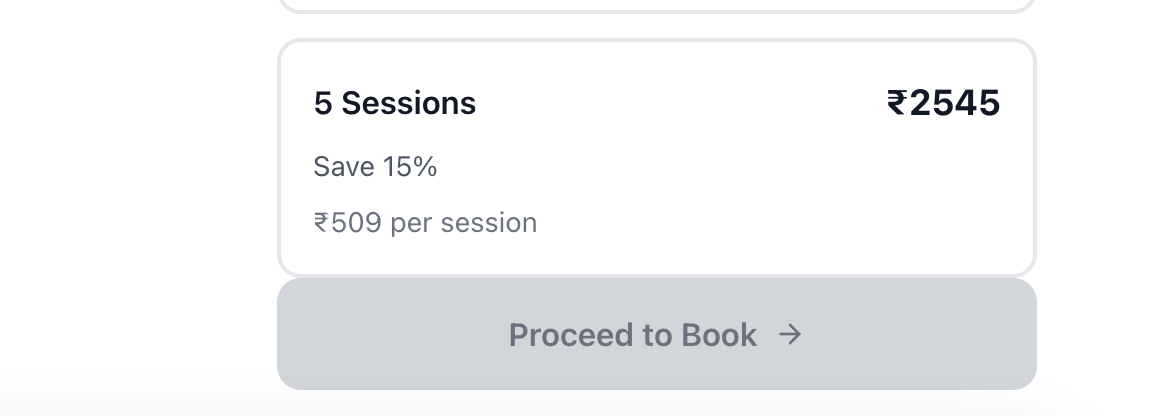 5 Sessions ₹2545
Save 15%
₹509 per session
Proceed to Book →